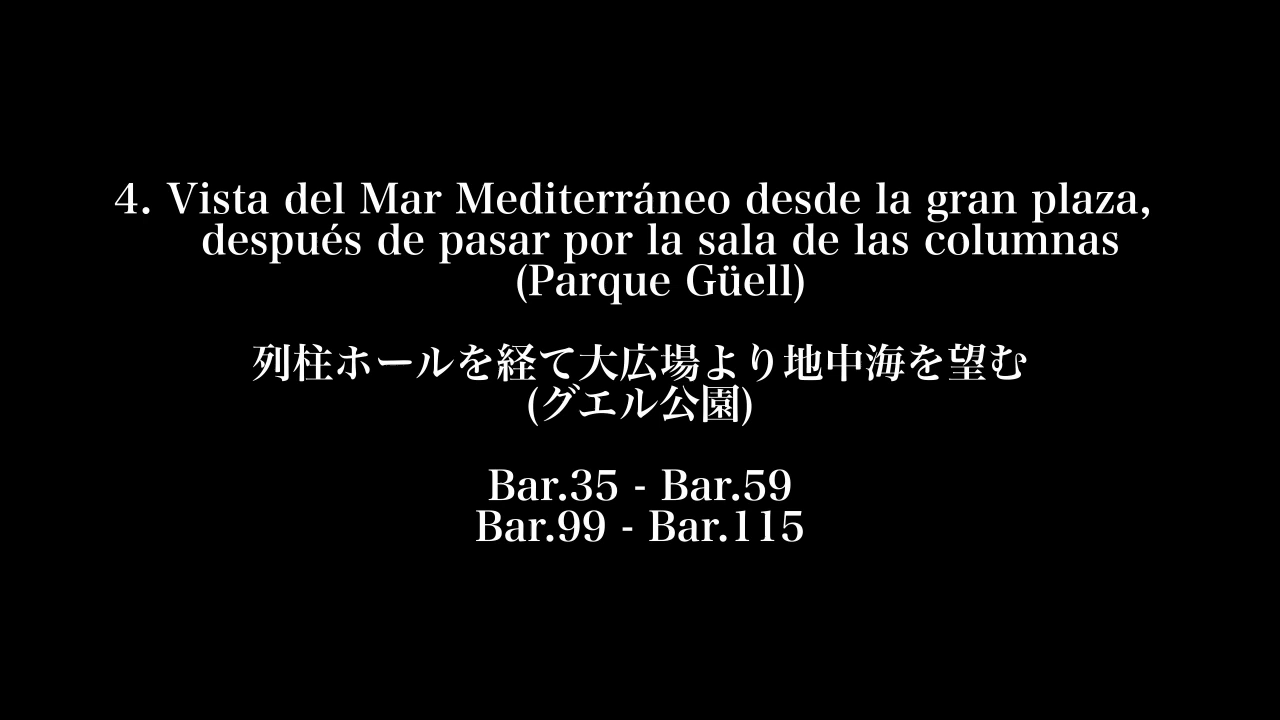 4. Vista del Mar Mediterráneo desde la gran plaza,
después de pasar por la sala de las columnas
(Parque Güell)
列柱ホールを経て大広場より地中海を望む
(グエル公園)
Bar.35 - Bar.59
Bar.99 - Bar.115